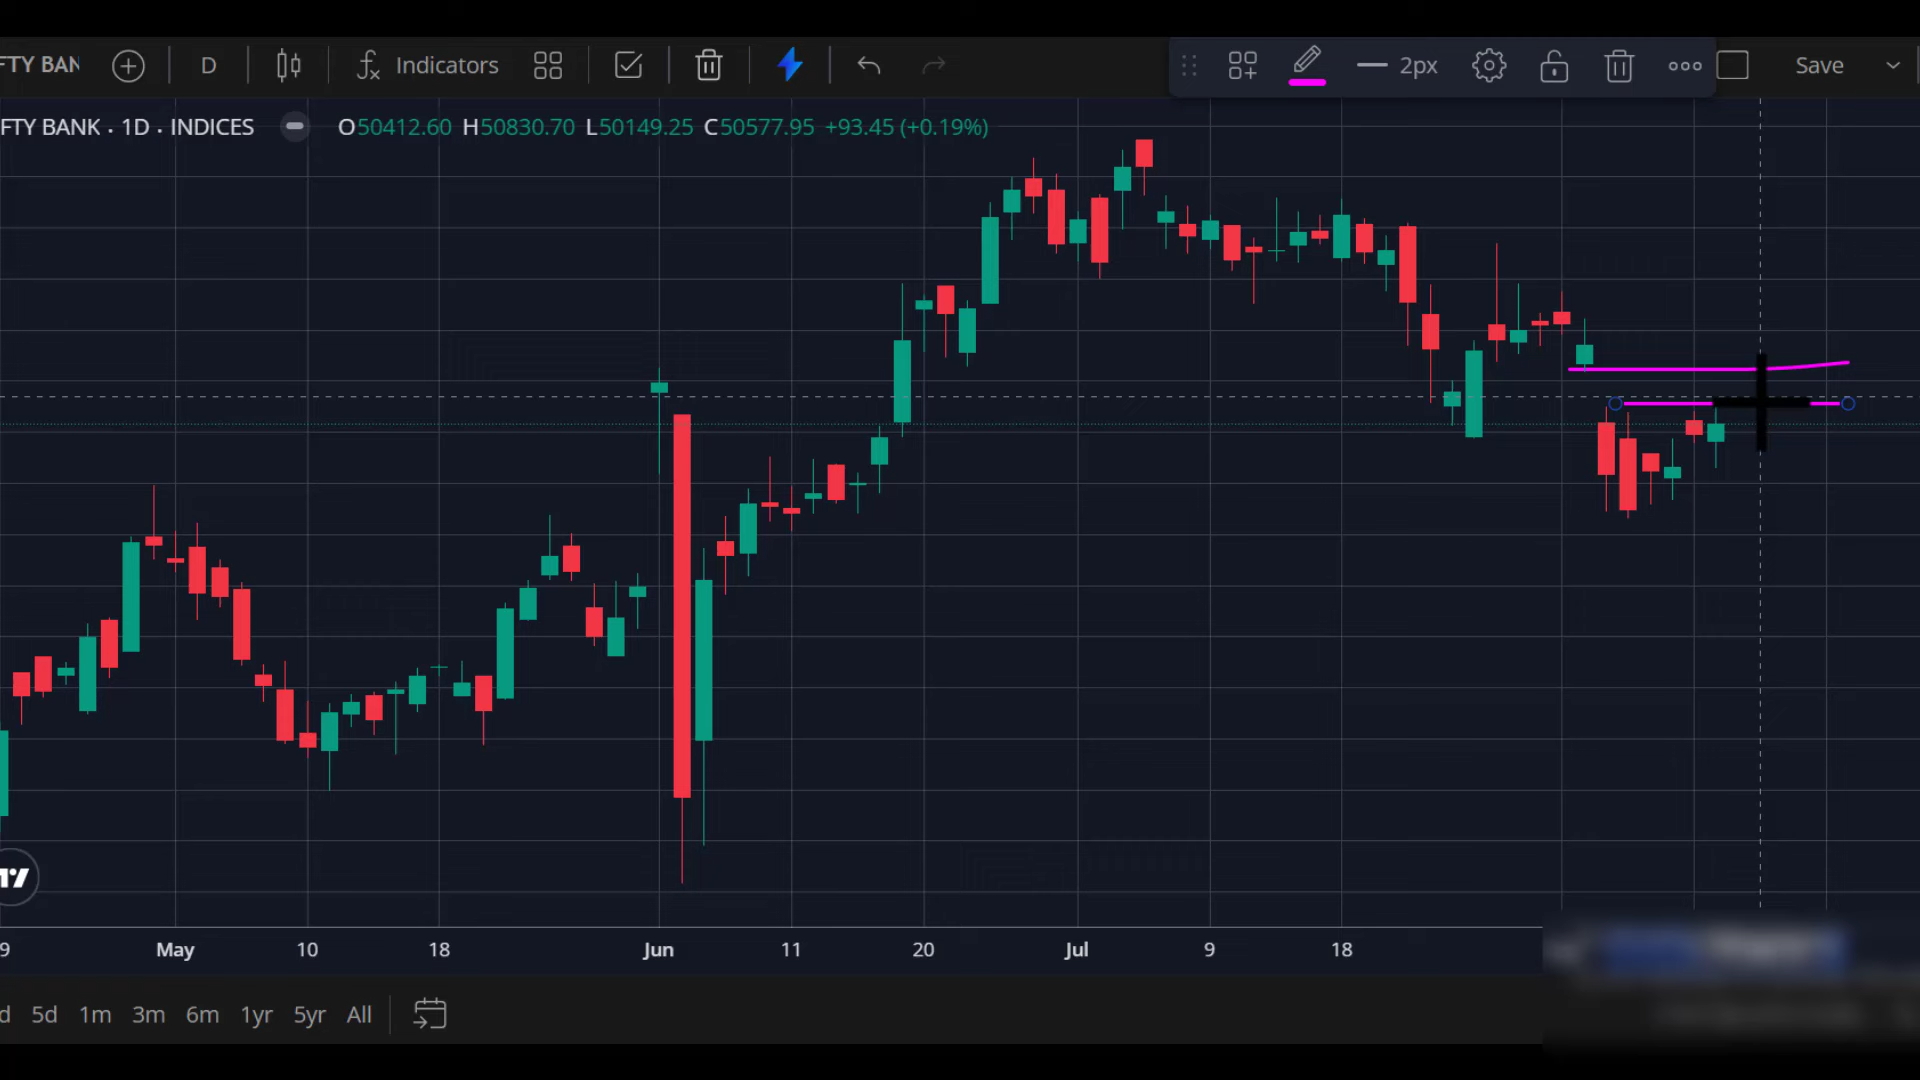 FTY BAN D Indicators 2px Save
FTY BANK · 1D · INDICES O50412.60 H50830.70 L50149.25 C50577.95 +93.45 (+0.19%)
9 May 10 18 Jun 11 20 Jul 9 18
d 5d 1m 3m 6m 1yr 5yr All